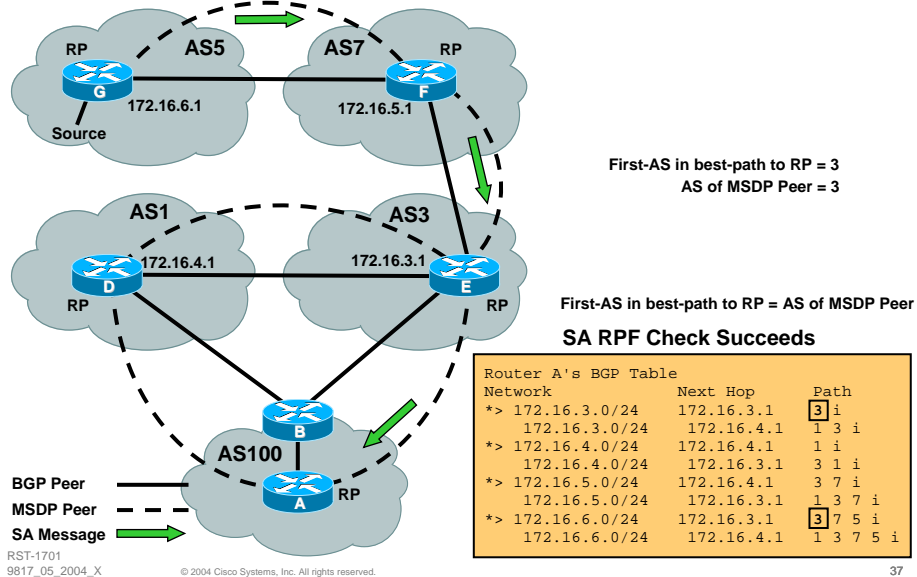 RP
AS5
AS7
RP
G
F
172.16.6.1
172.16.5.1
Source
First-AS in best-path to RP = 3
AS of MSDP Peer = 3
AS1
AS3
172.16.4.1
172.16.3.1
D
E
RP
RP
First-AS in best-path to RP = AS of MSDP Peer
SA RPF Check Succeeds
Router A's BGP Table
Network Next Hop Path
*> 172.16.3.0/24 172.16.3.1 3 i
172.16.3.0/24 172.16.4.1 1 3 i
*> 172.16.4.0/24 172.16.4.1 1 i
172.16.4.0/24 172.16.3.1 3 1 i
*> 172.16.5.0/24 172.16.4.1 3 7 i
172.16.5.0/24 172.16.3.1 1 3 7 i
*> 172.16.6.0/24 172.16.3.1 3 7 5 i
172.16.6.0/24 172.16.4.1 1 3 7 5 i
B
AS100
A
RP
BGP Peer
MSDP Peer
SA Message
RST-1701
9817_05_2004_X
© 2004 Cisco Systems, Inc. All rights reserved.
37